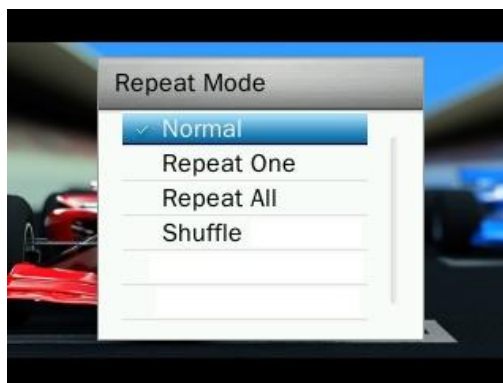 Repeat Mode
Normal
Repeat One
Repeat All
Shuffle